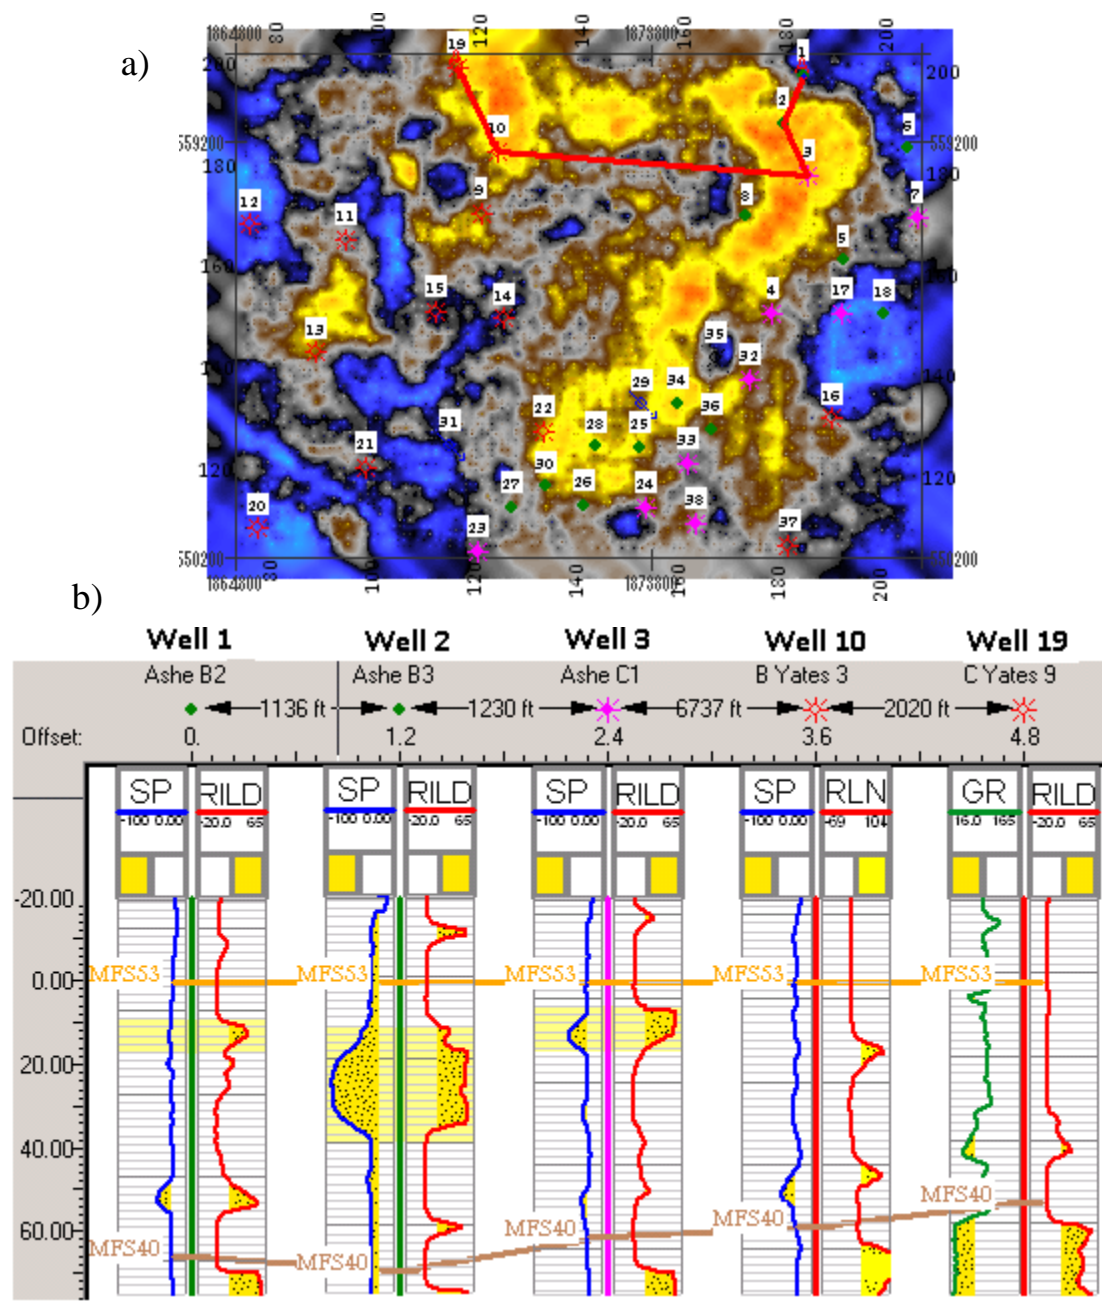 a)
1864800 80 100 120 140 1873800 160 180 200
200 19 1 200
2
10 6
559200 3 559200
180 180
9 8 7
12 11
5
160 160
15 14 4 17 18
13 35
32
140 29 34 140
16
31 22 28 25 36
21 33
120 30 120
27 26 24
20 38
23 37
550200 550200
1864800 80 100 120 140 1873800 160 180 200
b)
Well 1 Well 2 Well 3 Well 10 Well 19
Ashe B2 Ashe B3 Ashe C1 B Yates 3 C Yates 9
1136 ft 1230 ft 6737 ft 2020 ft
Offset: 0. 1.2 2.4 3.6 4.8
SP RILD SP RILD SP RILD SP RLN GR RILD
-100 0.00 -20.0 65 -100 0.00 -20.0 65 -100 0.00 -20.0 65 -100 0.00 -69 104 16.0 165 -20.0 65
-20.00
MFS53 MFS53 MFS53 MFS53 MFS53
0.00
20.00
40.00
MFS40
60.00 MFS40 MFS40
MFS40 MFS40